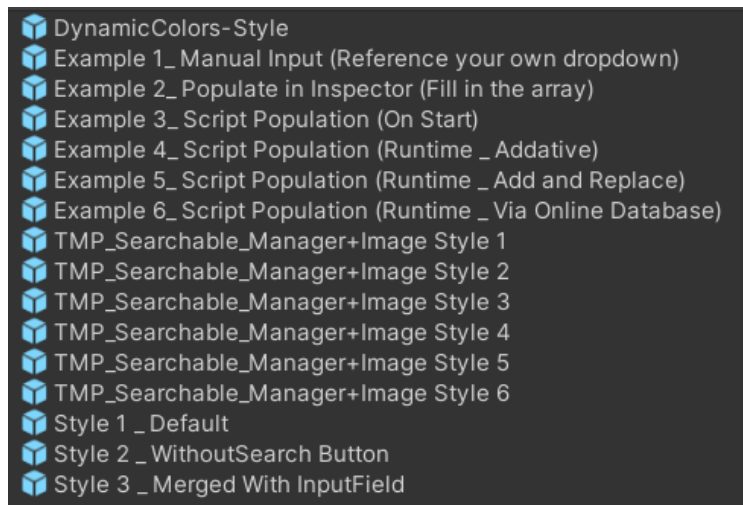 DynamicColors-Style
Example 1_ Manual Input (Reference your own dropdown)
Example 2_ Populate in Inspector (Fill in the array)
Example 3_ Script Population (On Start)
Example 4_ Script Population (Runtime _ Addative)
Example 5_ Script Population (Runtime _ Add and Replace)
Example 6_ Script Population (Runtime _ Via Online Database)
TMP_Searchable_Manager+Image Style 1
TMP_Searchable_Manager+Image Style 2
TMP_Searchable_Manager+Image Style 3
TMP_Searchable_Manager+Image Style 4
TMP_Searchable_Manager+Image Style 5
TMP_Searchable_Manager+Image Style 6
Style 1 _ Default
Style 2 _ WithoutSearch Button
Style 3 _ Merged With InputField